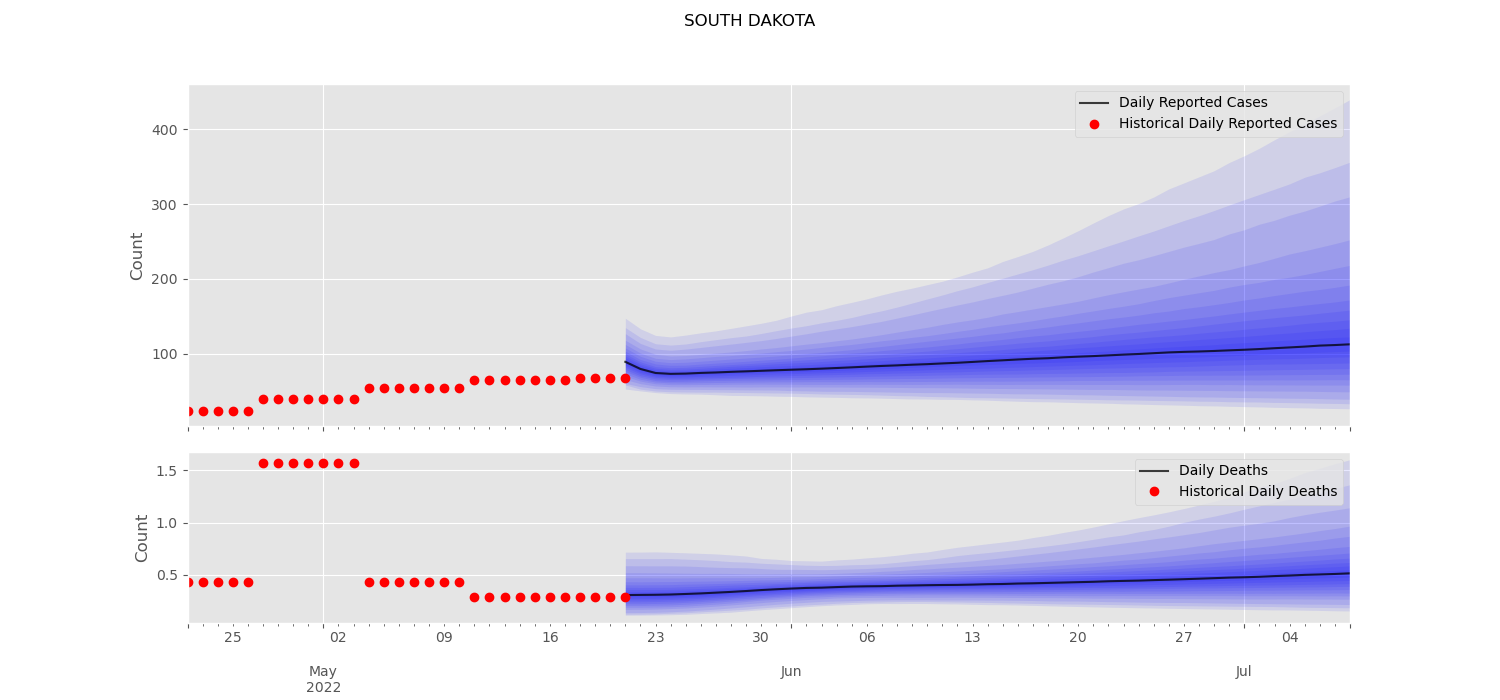 SOUTH DAKOTA
Daily Reported Cases
Historical Daily Reported Cases
400
300
200
100
Count
Daily Deaths
Historical Daily Deaths
1.5
1.0
0.5
Count
25 02 09 16 23 30 06 13 20 27 04
May Jun Jul
2022